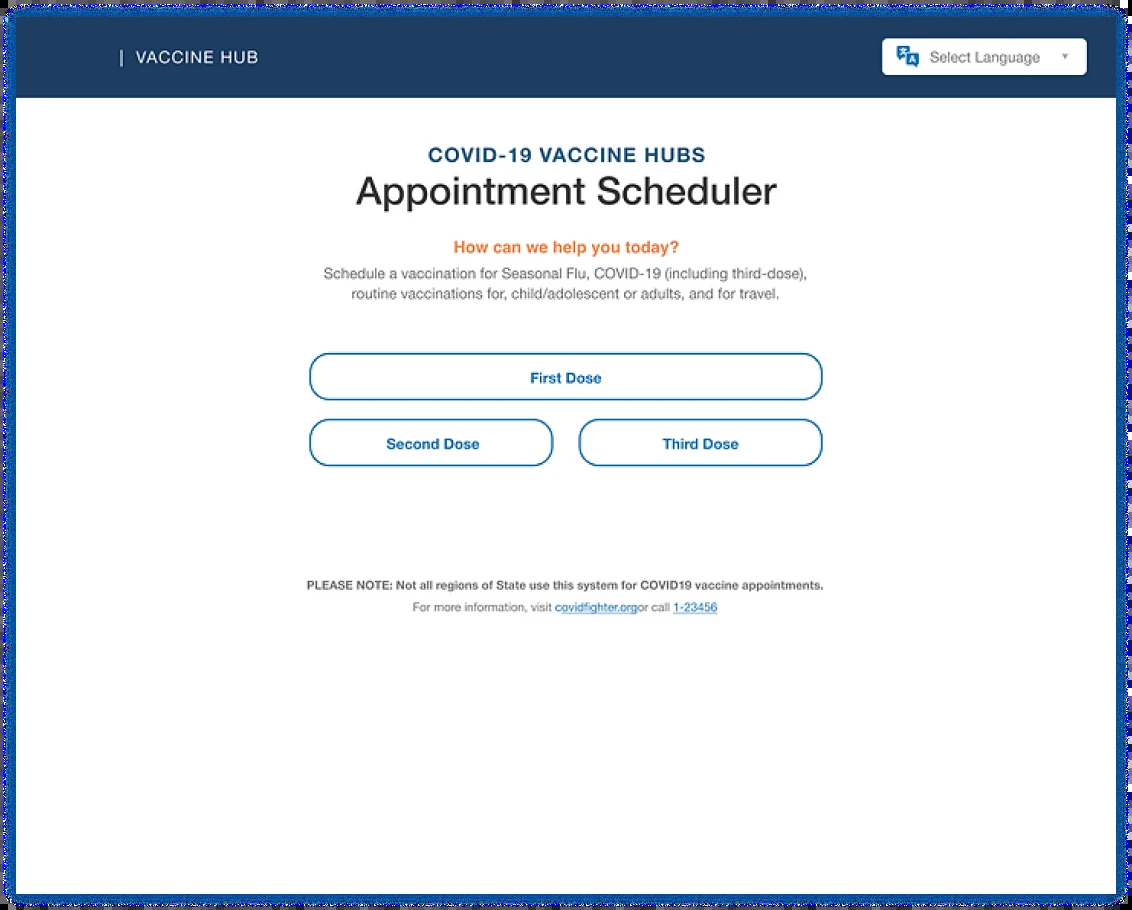 | VACCINE HUB
Select Language
COVID-19 VACCINE HUBS
Appointment Scheduler
How can we help you today?
Schedule a vaccination for Seasonal Flu, COVID-19 (including third-dose),
routine vaccinations for, child/adolescent or adults, and for travel.
First Dose
Second Dose
Third Dose
PLEASE NOTE: Not all regions of State use this system for COVID19 vaccine appointments.
For more information, visit covidfighter.orgor call 1-23456